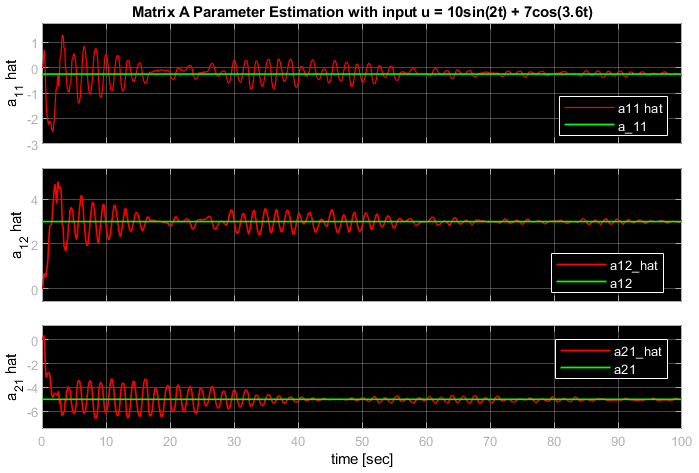 Matrix A Parameter Estimation with input u = 10sin(2t) + 7cos(3.6t)
1
0
-1
-2
-3
a11 hat
a_11
a11 hat
4
2
0
a12_hat
a12
a12 hat
0
-2
-4
-6
a21_hat
a21
a21 hat
0 10 20 30 40 50 60 70 80 90 100
time [sec]